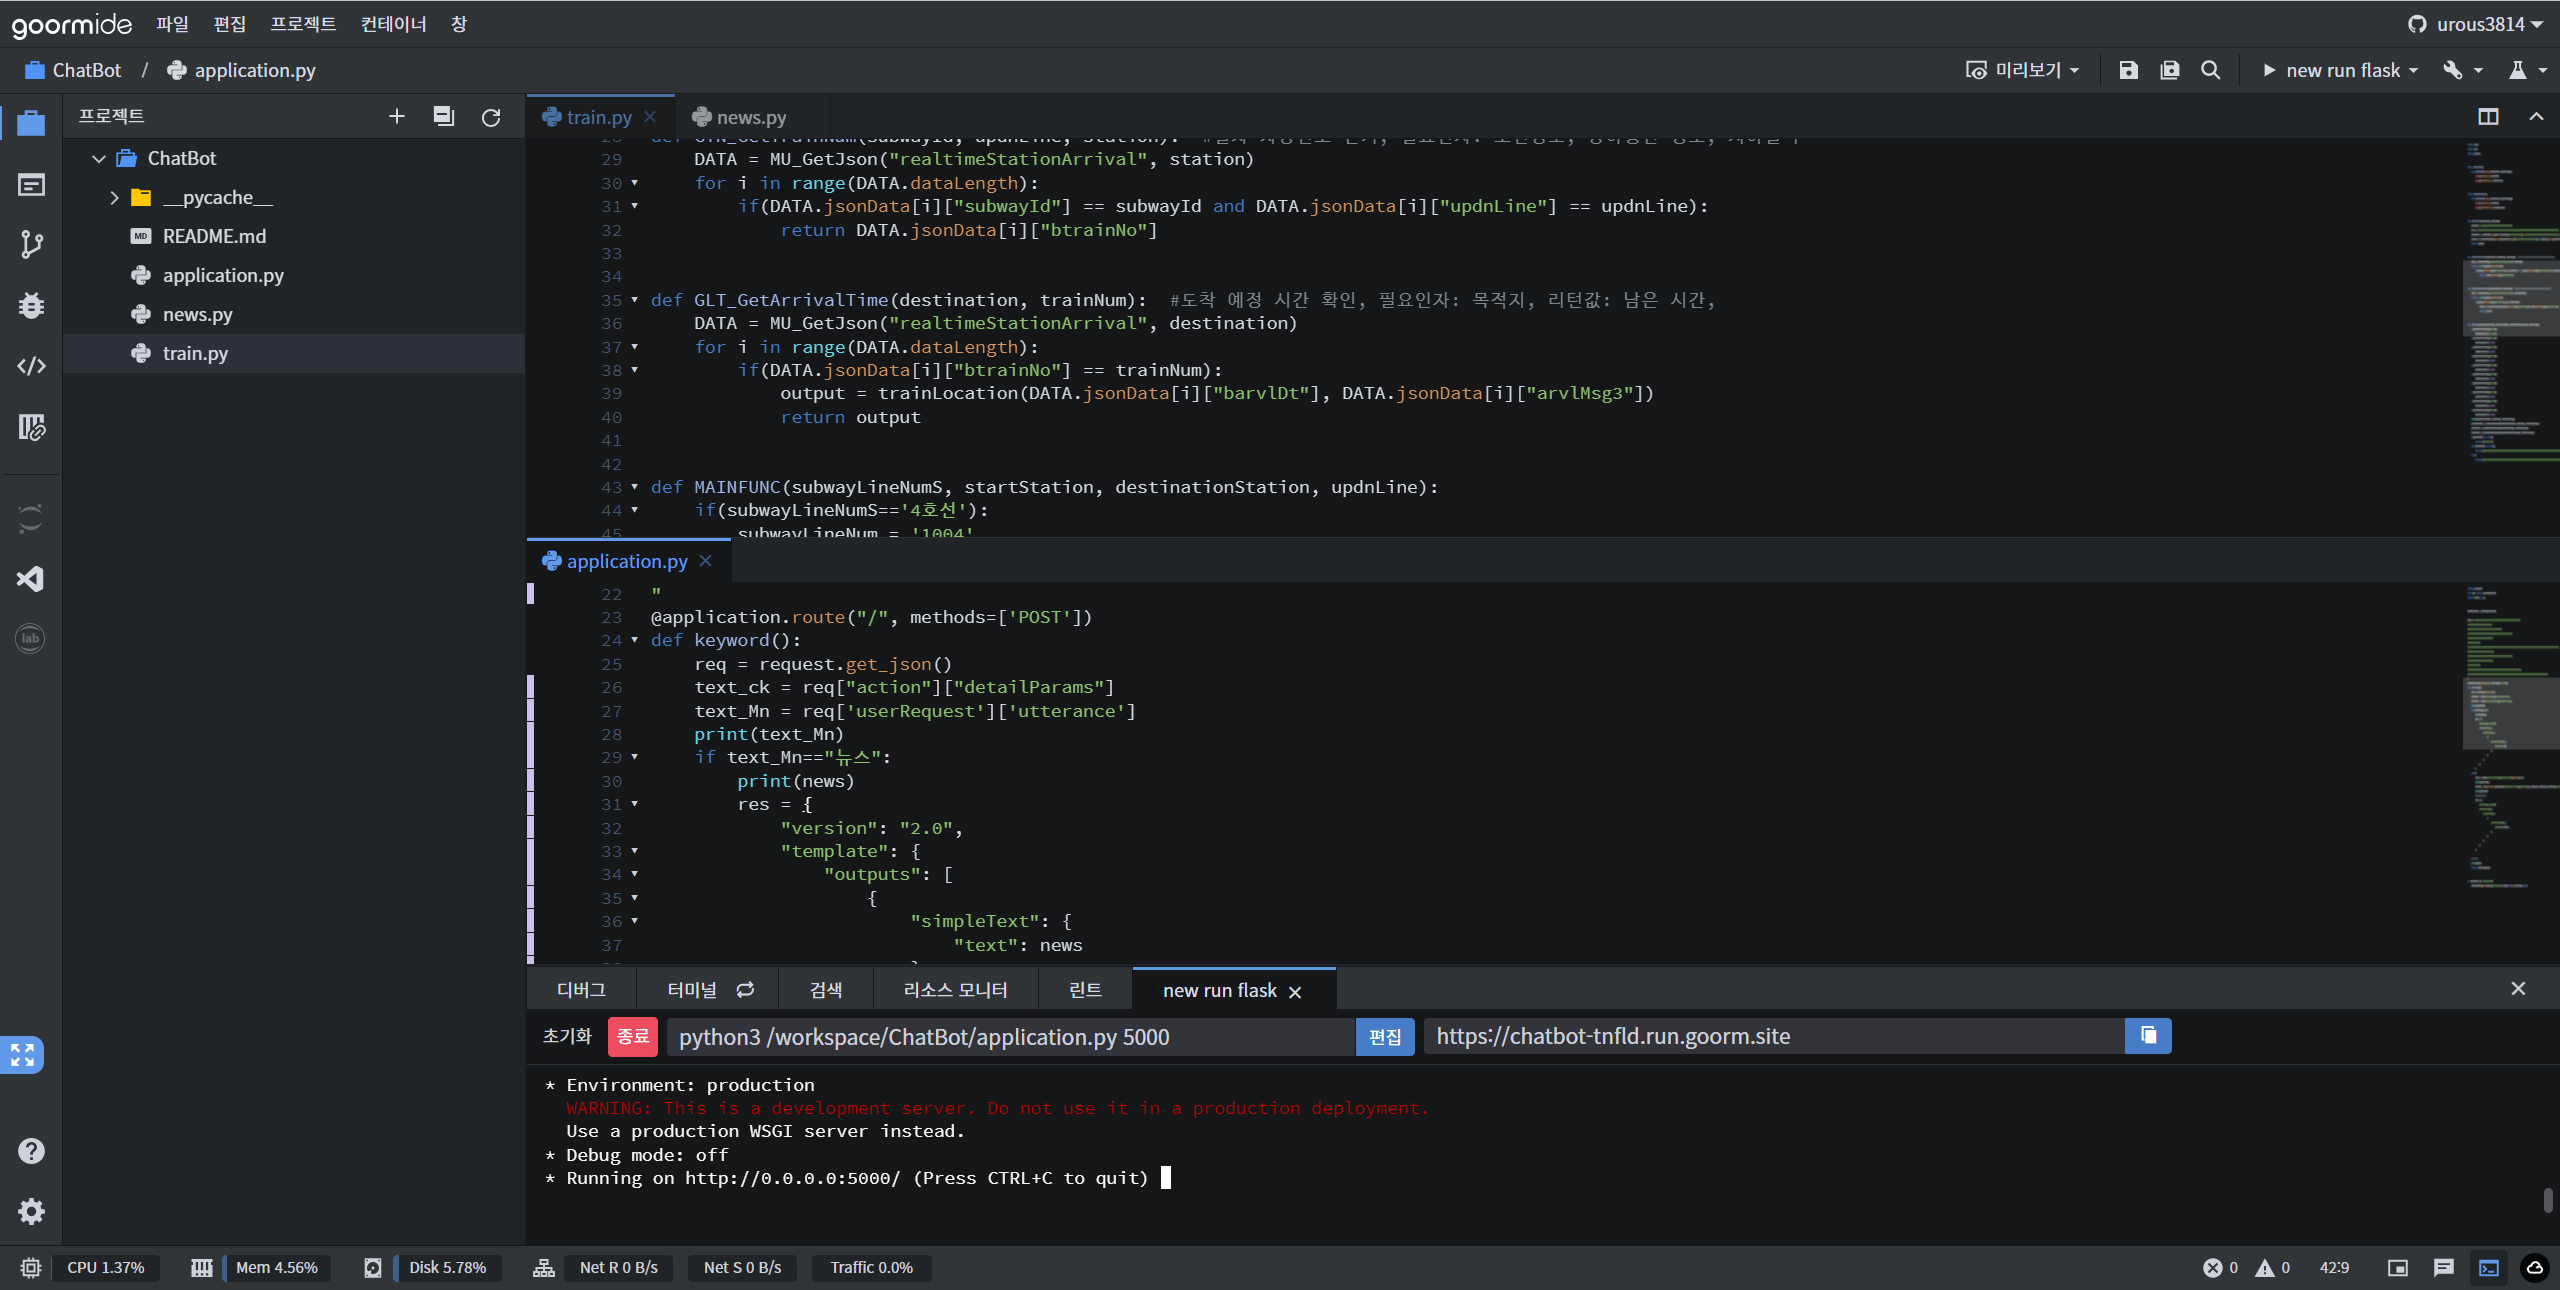 goormide 파일 편집 프로젝트 컨테이너 창 urous3814
ChatBot / application.py 미리보기 new run flask
프로젝트
ChatBot
__pycache__
README.md
application.py
news.py
train.py
train.py news.py
29 DATA = MU_GetJson("realtimeStationArrival", station)
30 for i in range(DATA.dataLength):
31 if(DATA.jsonData[i]["subwayId"] == subwayId and DATA.jsonData[i]["updnLine"] == updnLine):
32 return DATA.jsonData[i]["btrainNo"]
33
34
35 def GLT_GetArrivalTime(destination, trainNum): #도착 예정 시간 확인, 필요인자: 목적지, 리턴값: 남은 시간,
36 DATA = MU_GetJson("realtimeStationArrival", destination)
37 for i in range(DATA.dataLength):
38 if(DATA.jsonData[i]["btrainNo"] == trainNum):
39 output = trainLocation(DATA.jsonData[i]["barvlDt"], DATA.jsonData[i]["arvlMsg3"])
40 return output
41
42
43 def MAINFUNC(subwayLineNumS, startStation, destinationStation, updnLine):
44 if(subwayLineNumS=='4호선'):
45 subwayLineNum = '1004'
application.py
22 "
23 @application.route("/", methods=['POST'])
24 def keyword():
25 req = request.get_json()
26 text_ck = req["action"]["detailParams"]
27 text_Mn = req['userRequest']['utterance']
28 print(text_Mn)
29 if text_Mn=="뉴스":
30 print(news)
31 res = {
32 "version": "2.0",
33 "template": {
34 "outputs": [
35 {
36 "simpleText": {
37 "text": news
lab
디버그 터미널 검색 리소스 모니터 린트 new run flask
초기화 종료 python3 /workspace/ChatBot/application.py 5000 편집 https://chatbot-tnfld.run.goorm.site
* Environment: production
WARNING: This is a development server. Do not use it in a production deployment.
Use a production WSGI server instead.
* Debug mode: off
* Running on http://0.0.0.0:5000/ (Press CTRL+C to quit)
CPU 1.37% Mem 4.56% Disk 5.78% Net R 0 B/s Net S 0 B/s Traffic 0.0% 0 0 42:9